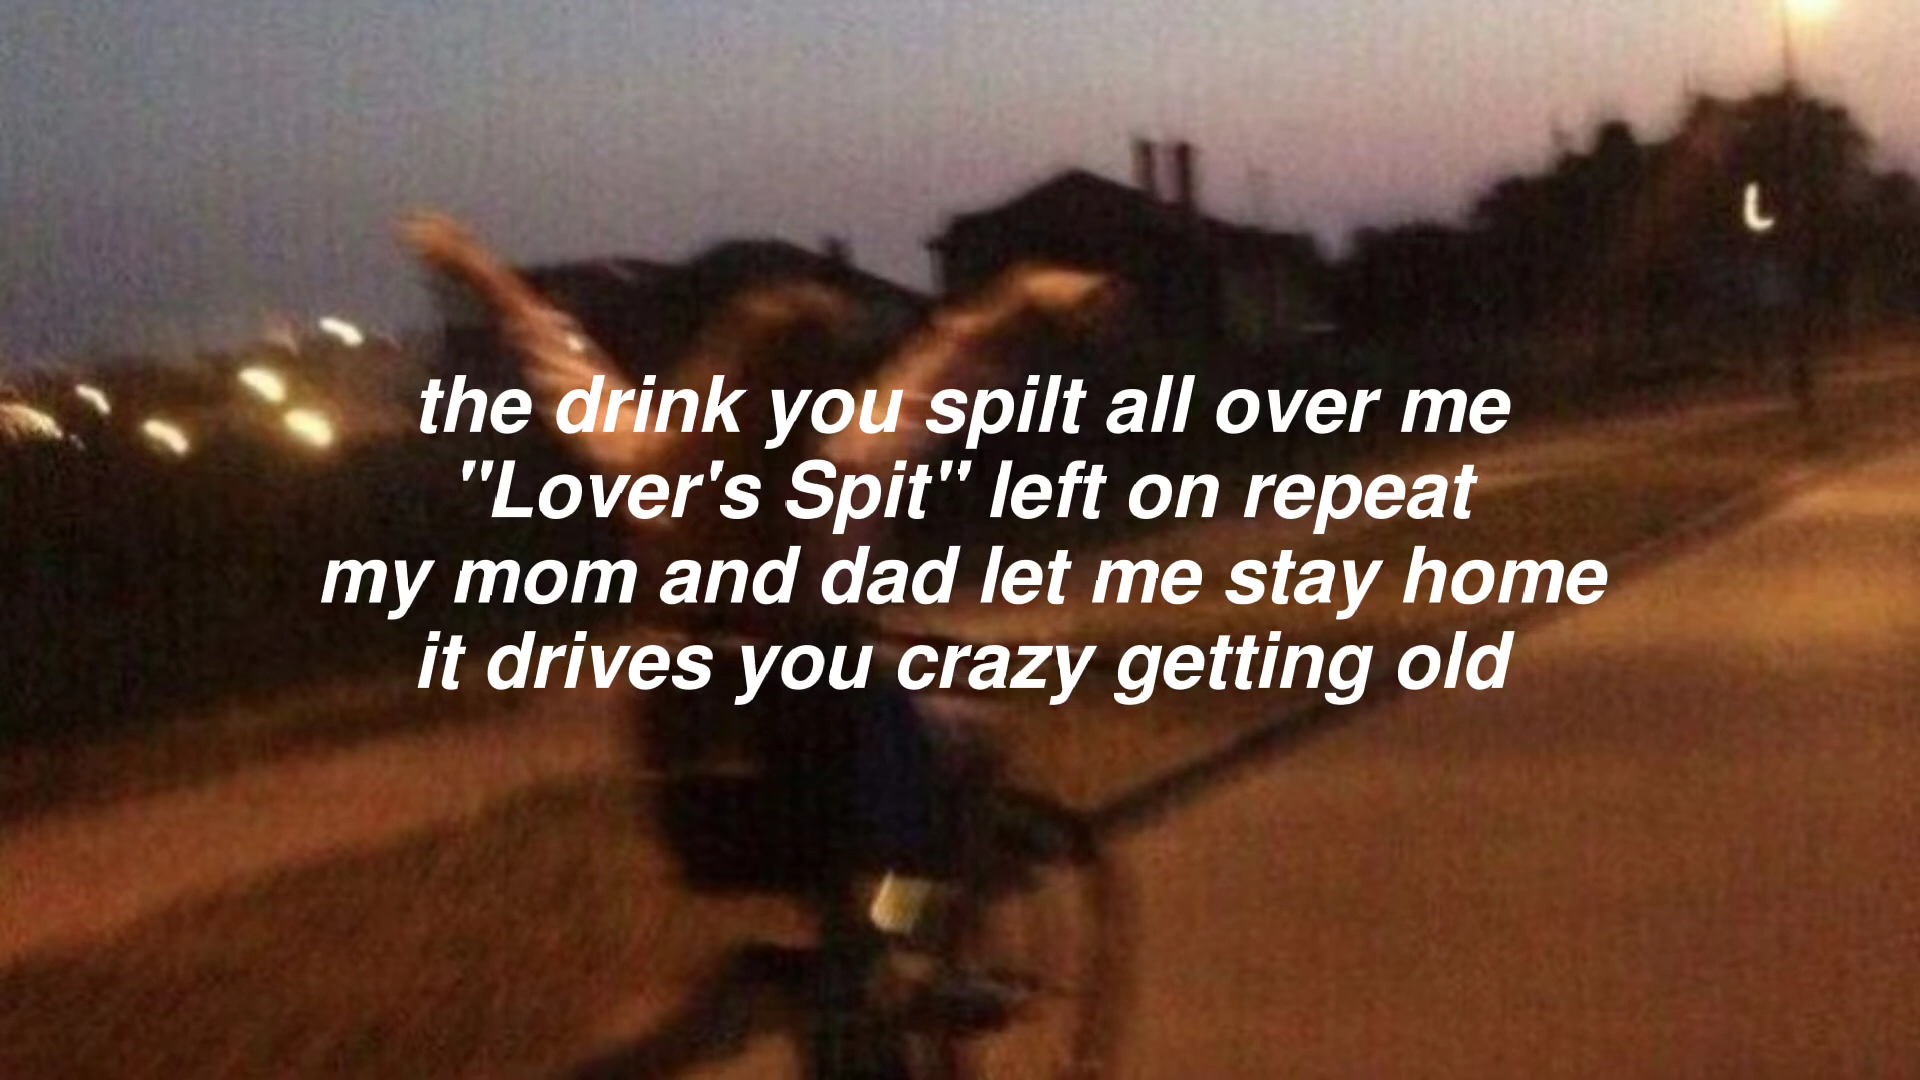 the drink you spilt all over me
"Lover's Spit" left on repeat
my mom and dad let me stay home
it drives you crazy getting old